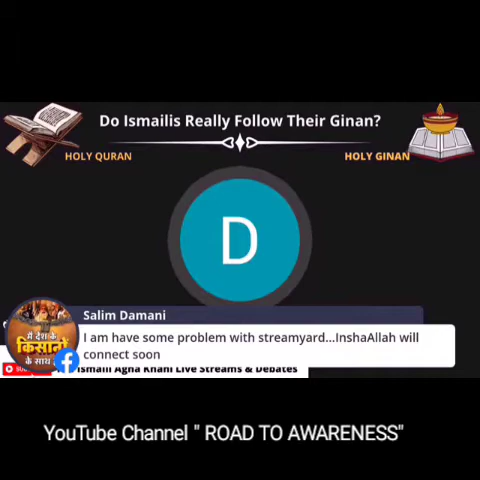 Do Ismailis Really Follow Their Ginan?
HOLY QURAN
HOLY GINAN
D
Salim Damani
I am have some problem with streamyard...InshaAllah will
connect soon
मैं देश के
किसानों
के साथ
Ismaili Agha Khani Live Streams & Debates
YouTube Channel " ROAD TO AWARENESS"